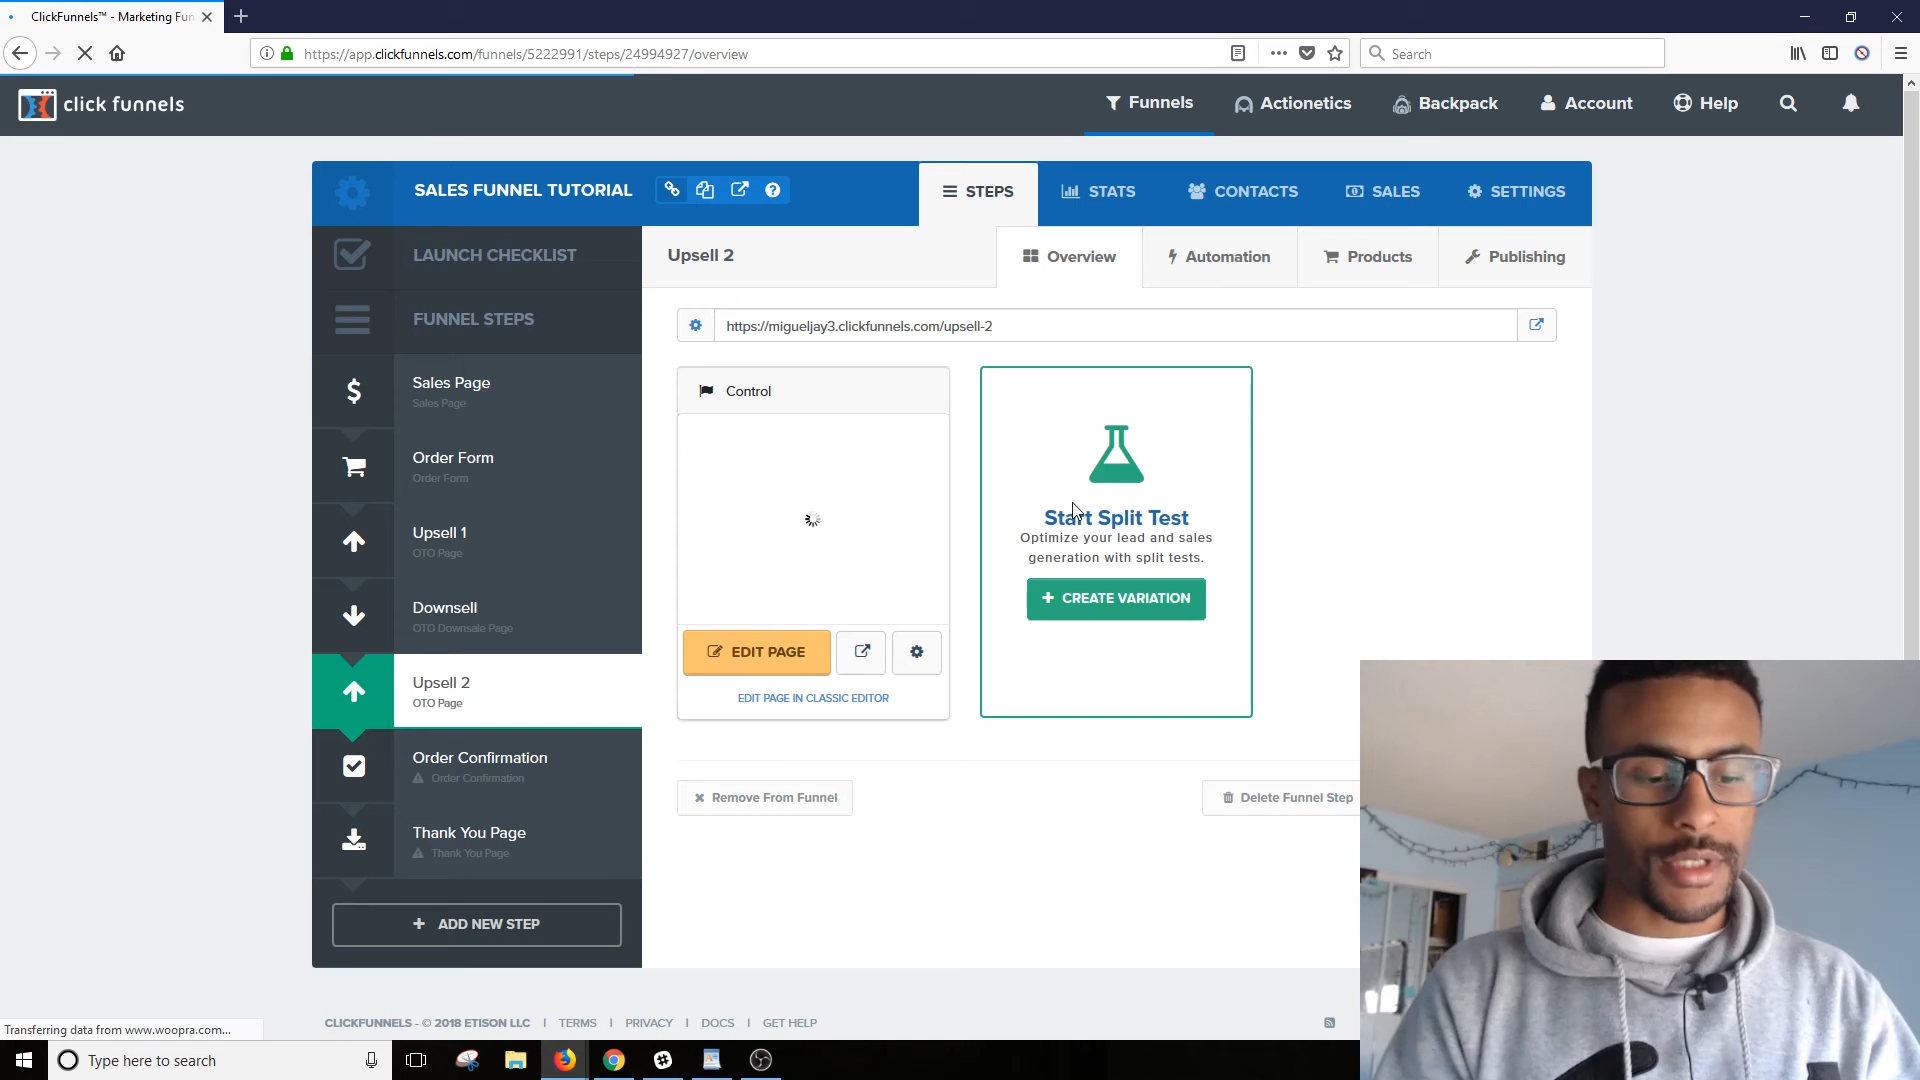 ClickFunnels™ - Marketing Fun
https://app.clickfunnels.com/funnels/5222991/steps/24994927/overview
Search
click funnels
Funnels
Actionetics
Backpack
Account
Help
SALES FUNNEL TUTORIAL
STEPS
STATS
CONTACTS
SALES
SETTINGS
LAUNCH CHECKLIST
Upsell 2
Overview
Automation
Products
Publishing
FUNNEL STEPS
https://migueljay3.clickfunnels.com/upsell-2
Sales Page
Sales Page
Control
Order Form
Order Form
Start Split Test
Optimize your lead and sales
generation with split tests.
+ CREATE VARIATION
Upsell 1
OTO Page
Downsell
OTO Downsale Page
EDIT PAGE
EDIT PAGE IN CLASSIC EDITOR
Upsell 2
OTO Page
Order Confirmation
Order Confirmation
Remove From Funnel
Delete Funnel Step
Thank You Page
Thank You Page
+ ADD NEW STEP
CLICKFUNNELS - © 2018 ETISON LLC | TERMS | PRIVACY | DOCS | GET HELP
Transferring data from www.woopra.com...
Type here to search